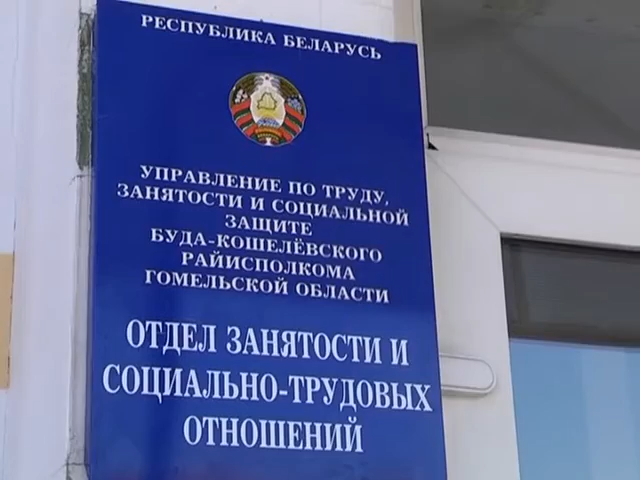 РЕСПУБЛИКА БЕЛАРУСЬ
УПРАВЛЕНИЕ ПО ТРУДУ,
ЗАНЯТОСТИ И СОЦИАЛЬНОЙ
ЗАЩИТЕ
БУДА-КОШЕЛЁВСКОГО
РАЙИСПОЛКОМА
ГОМЕЛЬСКОЙ ОБЛАСТИ
ОТДЕЛ ЗАНЯТОСТИ И
СОЦИАЛЬНО-ТРУДОВЫХ
ОТНОШЕНИЙ